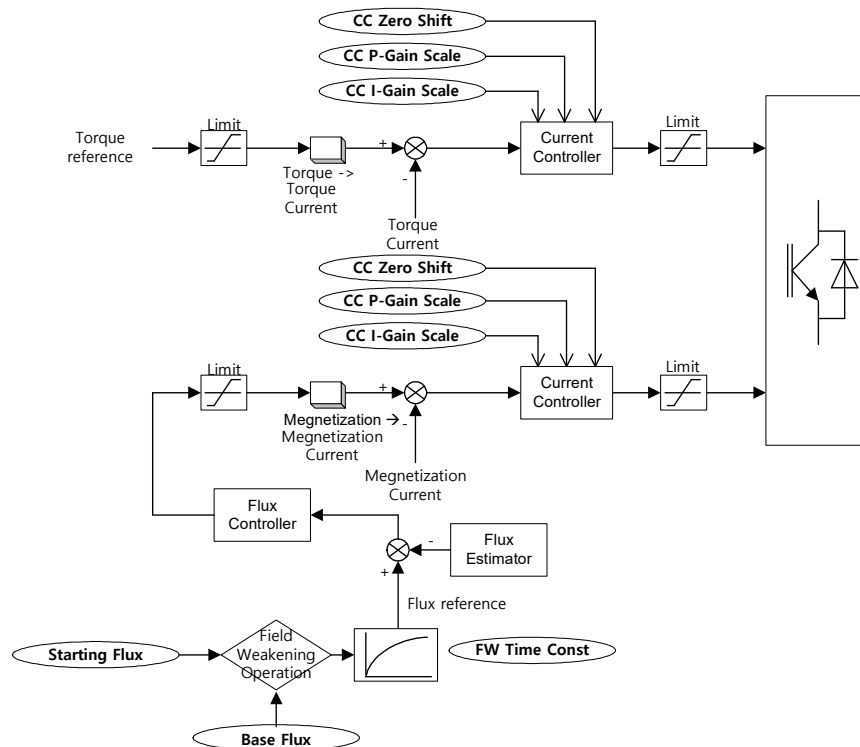 CC Zero Shift
CC P-Gain Scale
CC I-Gain Scale
Limit
Current
Controller
Limit
Torque
reference
+
-
Torque ->
Torque
Current
Torque
Current
CC Zero Shift
CC P-Gain Scale
CC I-Gain Scale
Limit
Current
Controller
Limit
+
-
Megnetization →
Megnetization
Current
Megnetization
Current
Flux
Controller
-
+
Flux
Estimator
Flux reference
Starting Flux
Field
Weakening
Operation
FW Time Const
Base Flux